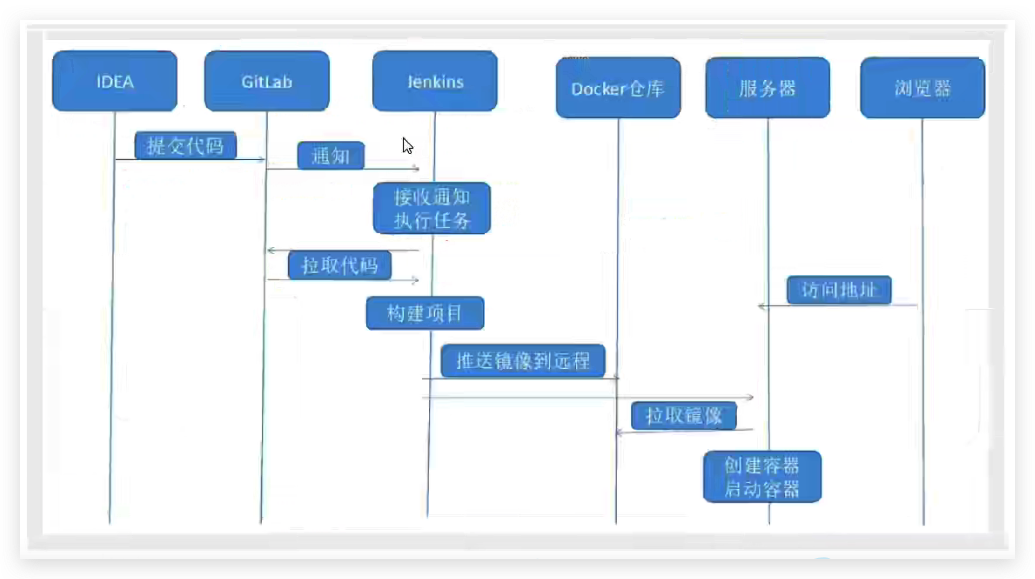 IDEA
GitLab
Jenkins
Docker仓库
服务器
浏览器
提交代码
通知
接收通知
执行任务
拉取代码
访问地址
构建项目
推送镜像到远程
拉取镜像
创建容器
启动容器